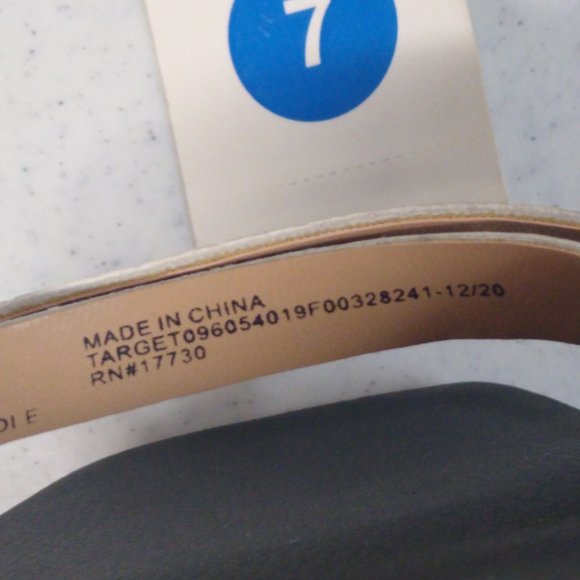 7
MADE IN CHINA
TARGET096054019F00328241-12/20
RN#17730
E